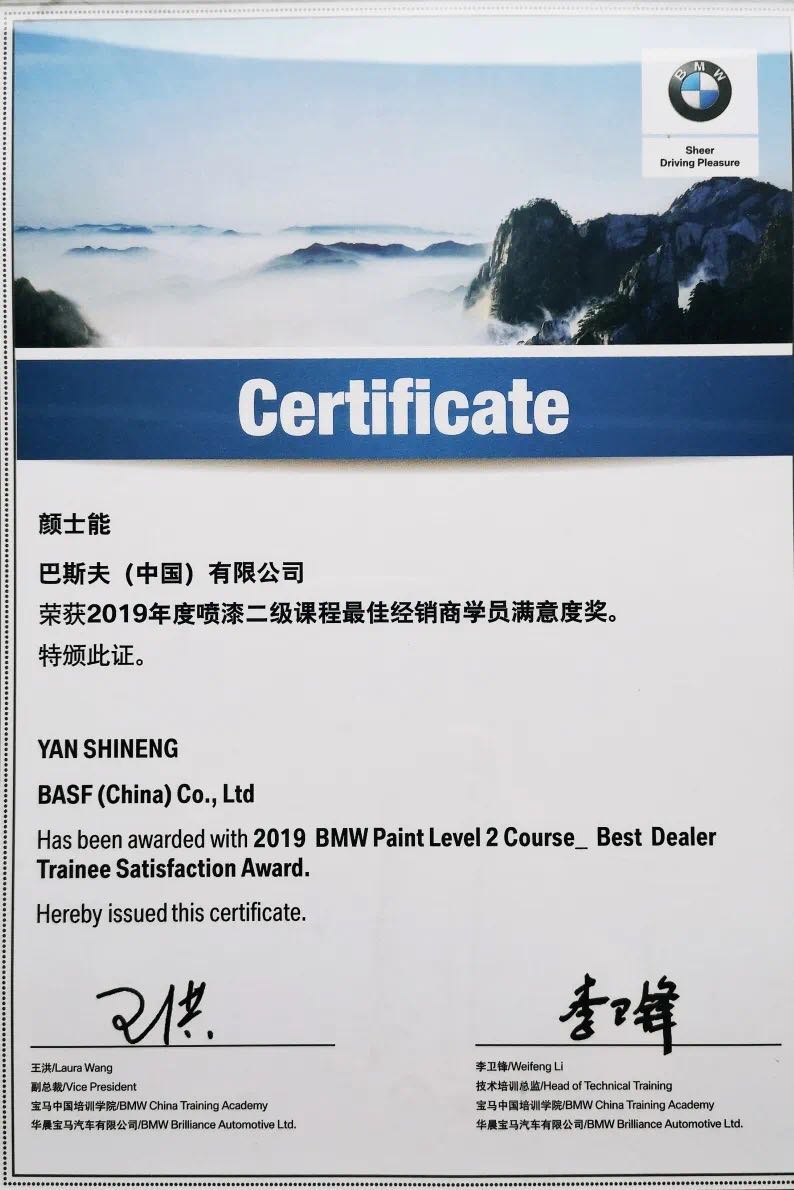 BMW
Sheer
Driving Pleasure
Certificate
颜士能
巴斯夫（中国）有限公司
荣获2019年度喷漆二级课程最佳经销商学员满意度奖。
特颁此证。
YAN SHINENG
BASF (China) Co., Ltd
Has been awarded with 2019 BMW Paint Level 2 Course_ Best Dealer
Trainee Satisfaction Award.
Hereby issued this certificate.
王洪
李卫锋
王洪/Laura Wang
副总裁/Vice President
宝马中国培训学院/BMW China Training Academy
华晨宝马汽车有限公司/BMW Brilliance Automotive Ltd.
李卫锋/Weifeng Li
技术培训总监/Head of Technical Training
宝马中国培训学院/BMW China Training Academy
华晨宝马汽车有限公司/BMW Brilliance Automotive Ltd.